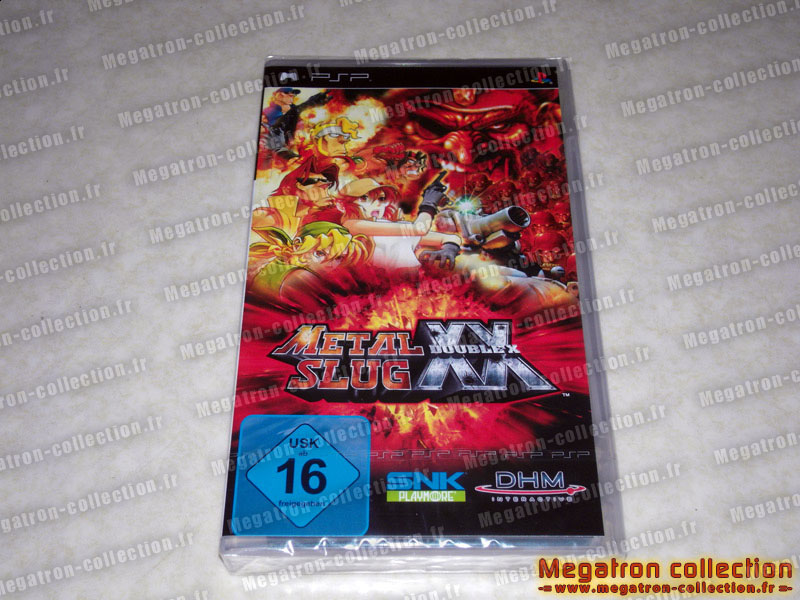 PSP
METAL
SLUG
XX
DOUBLE X
TM
USK
ab
16
freigegeben
SNK
PLAYMORE
DHM
INTERACTIVE
Megatron-collection.fr
Megatron collection
www.megatron-collection.fr